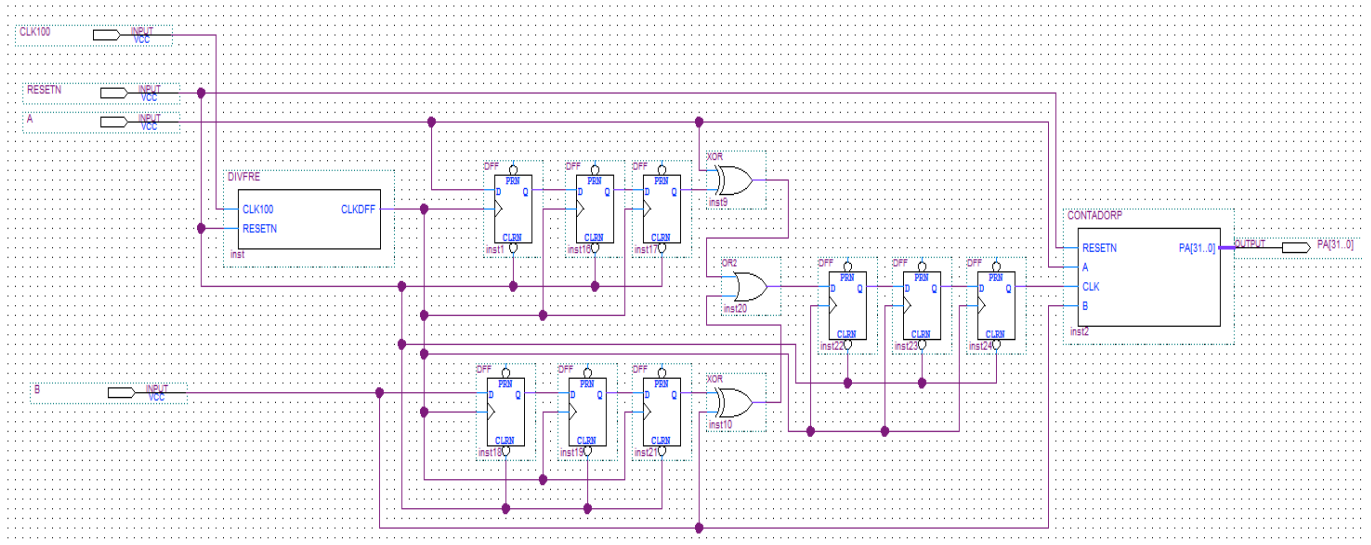 CLK100
INPUT
VCC
RESETN
INPUT
VCC
A
INPUT
VCC
DIVFRE
CLK100
CLKDFF
RESETN
inst
DFF
PRN
D
Q
CLRN
inst1
DFF
PRN
D
Q
CLRN
inst16
DFF
PRN
D
Q
CLRN
inst17
XOR
inst9
OR2
inst20
DFF
PRN
D
Q
CLRN
inst22
DFF
PRN
D
Q
CLRN
inst23
DFF
PRN
D
Q
CLRN
inst24
CONTADORP
RESETN
PA[31..0]
A
CLK
B
inst2
OUTPUT
PA[31..0]
B
INPUT
VCC
DFF
PRN
D
Q
CLRN
inst18
DFF
PRN
D
Q
CLRN
inst19
DFF
PRN
D
Q
CLRN
inst21
XOR
inst10